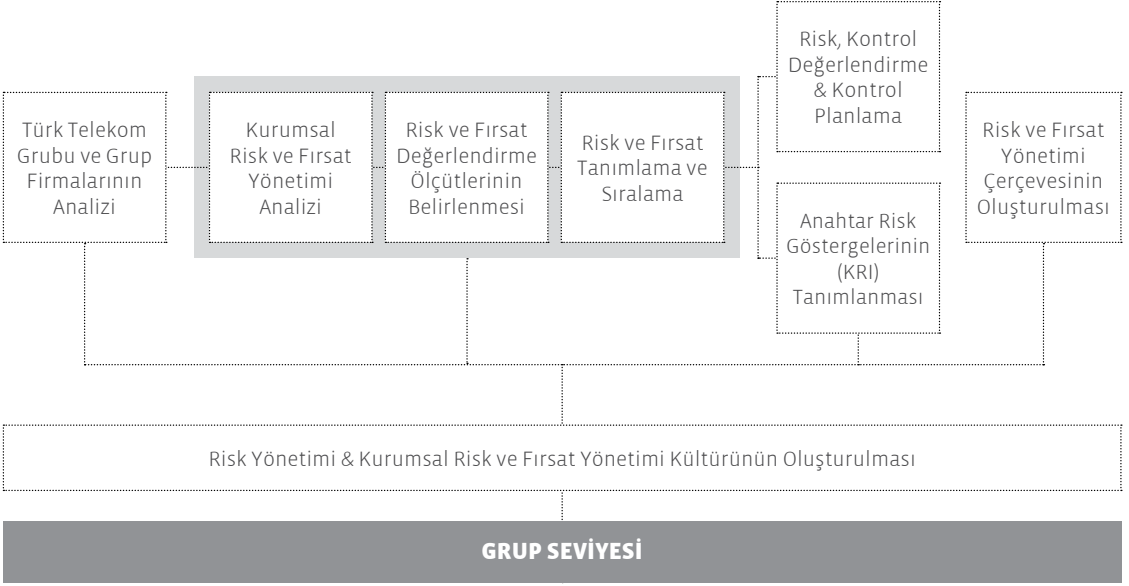 Türk Telekom
Grubu ve Grup
Firmalarının
Analizi
Kurumsal
Risk ve Fırsat
Yönetimi
Analizi
Risk ve Fırsat
Değerlendirme
Ölçütlerinin
Belirlenmesi
Risk ve Fırsat
Tanımlama ve
Sıralama
Risk, Kontrol
Değerlendirme
& Kontrol
Planlama
Anahtar Risk
Göstergelerinin
(KRI)
Tanımlanması
Risk ve Fırsat
Yönetimi
Çerçevesinin
Oluşturulması
Risk Yönetimi & Kurumsal Risk ve Fırsat Yönetimi Kültürünün Oluşturulması
GRUP SEVİYESİ